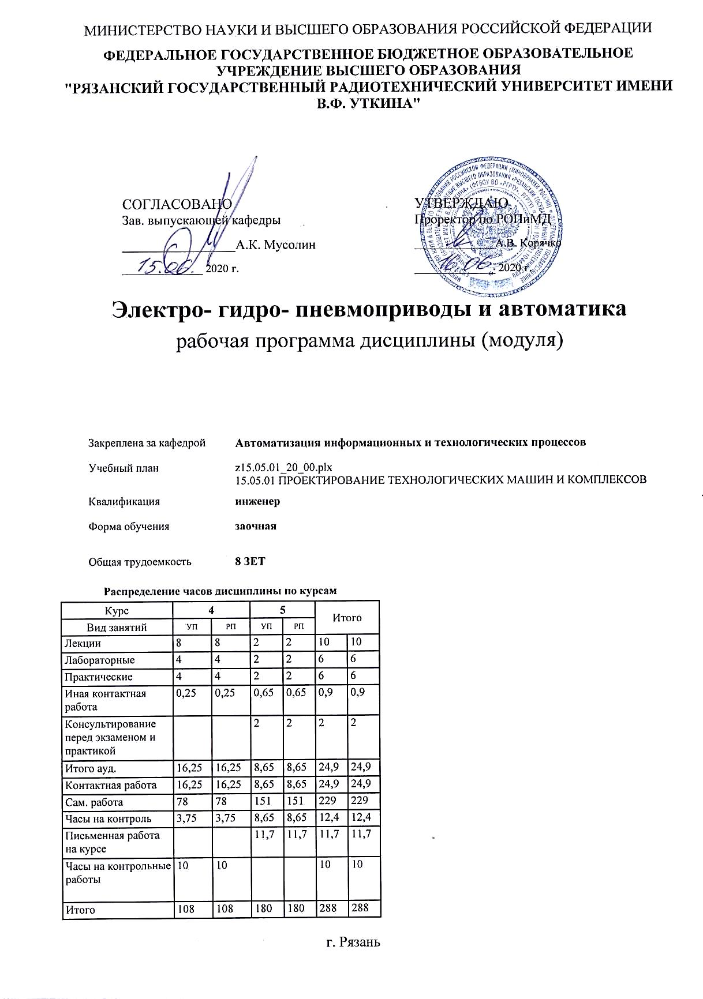 МИНИСТЕРСТВО НАУКИ И ВЫСШЕГО ОБРАЗОВАНИЯ РОССИЙСКОЙ ФЕДЕРАЦИИ
ФЕДЕРАЛЬНОЕ ГОСУДАРСТВЕННОЕ БЮДЖЕТНОЕ ОБРАЗОВАТЕЛЬНОЕ
УЧРЕЖДЕНИЕ ВЫСШЕГО ОБРАЗОВАНИЯ
"РЯЗАНСКИЙ ГОСУДАРСТВЕННЫЙ РАДИОТЕХНИЧЕСКИЙ УНИВЕРСИТЕТ ИМЕНИ
В.Ф. УТКИНА"
СОГЛАСОВАНО
Зав. выпускающей кафедры
А.К. Мусолин
15.06. 2020 г.
УТВЕРЖДАЮ
Проректор по РОПиМД
А.В. Корячко
16.06. 2020 г.
Электро- гидро- пневмоприводы и автоматика
рабочая программа дисциплины (модуля)
Закреплена за кафедрой Автоматизация информационных и технологических процессов
Учебный план z15.05.01_20_00.plx
15.05.01 ПРОЕКТИРОВАНИЕ ТЕХНОЛОГИЧЕСКИХ МАШИН И КОМПЛЕКСОВ
Квалификация инженер
Форма обучения заочная
Общая трудоемкость 8 ЗЕТ
Распределение часов дисциплины по курсам
Курс 4 5 Итого
Вид занятий УП РП УП РП
Лекции 8 8 2 2 10 10
Лабораторные 4 4 2 2 6 6
Практические 4 4 2 2 6 6
Иная контактная 0,25 0,25 0,65 0,65 0,9 0,9
работа
Консультирование 2 2 2 2
перед экзаменом и
практикой
Итого ауд. 16,25 16,25 8,65 8,65 24,9 24,9
Контактная работа 16,25 16,25 8,65 8,65 24,9 24,9
Сам. работа 78 78 151 151 229 229
Часы на контроль 3,75 3,75 8,65 8,65 12,4 12,4
Письменная работа 11,7 11,7 11,7 11,7
на курсе
Часы на контрольные 10 10 10 10
работы
Итого 108 108 180 180 288 288
г. Рязань